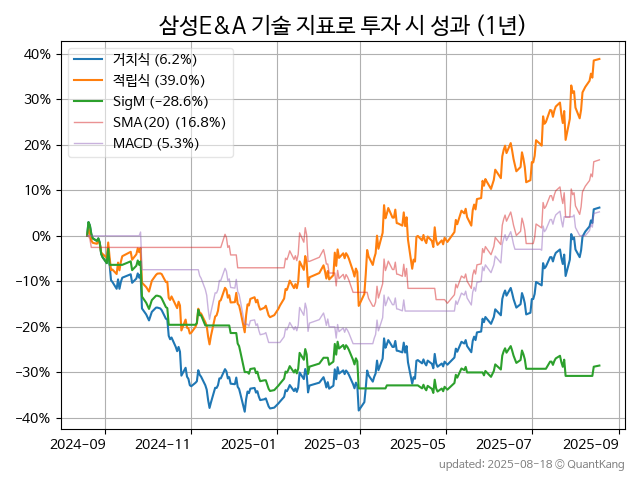 삼성E&A 기술 지표로 투자 시 성과 (1년)
거치식 (6.2%)
적립식 (39.0%)
SigM (−28.6%)
SMA(20) (16.8%)
MACD (5.3%)
40%
30%
20%
10%
0%
−10%
−20%
−30%
−40%
2024-09 2024-11 2025-01 2025-03 2025-05 2025-07 2025-09
updated: 2025-08-18 ⓒ QuantKang